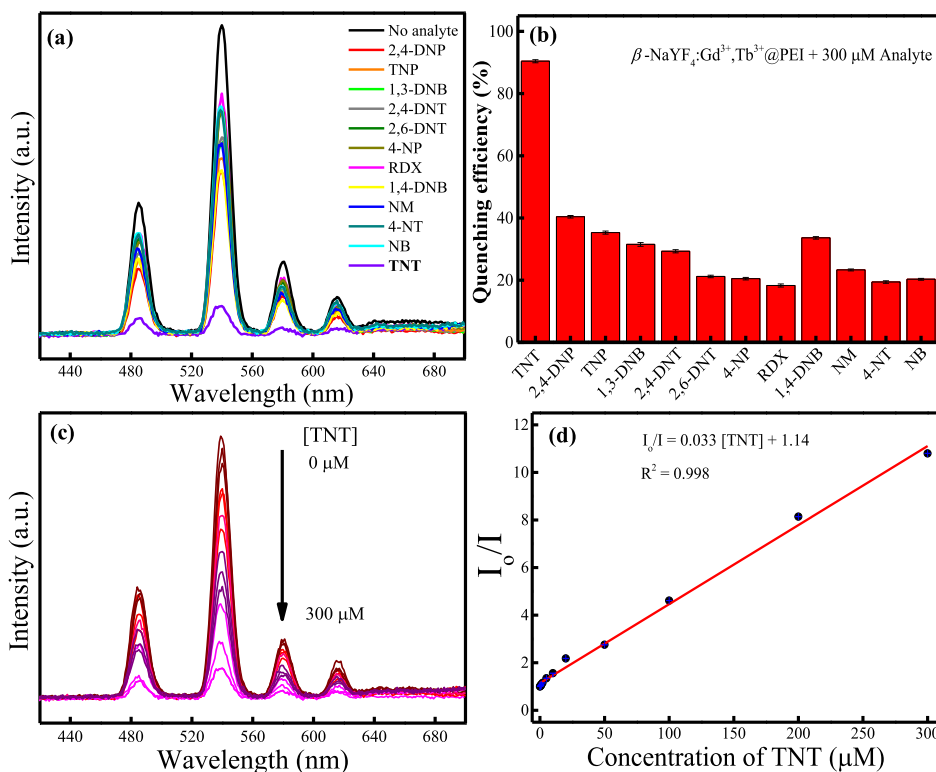 (a)
No analyte
2,4-DNP
TNP
1,3-DNB
2,4-DNT
2,6-DNT
4-NP
RDX
1,4-DNB
NM
4-NT
NB
TNT
Intensity (a.u.)
440 480 520 560 600 640 680
Wavelength (nm)
(b)
β-NaYF₄:Gd³⁺,Tb³⁺@PEI + 300 μM Analyte
Quenching efficiency (%)
100
80
60
40
20
0
TNT 2,4-DNP TNP 1,3-DNB 2,4-DNT 2,6-DNT 4-NP RDX 1,4-DNB NM 4-NT NB
(c)
[TNT]
0 μM
300 μM
Intensity (a.u.)
440 480 520 560 600 640 680
Wavelength (nm)
(d)
Iₒ/I = 0.033 [TNT] + 1.14
R² = 0.998
Iₒ/I
12
10
8
6
4
2
0
0 50 100 150 200 250 300
Concentration of TNT (μM)